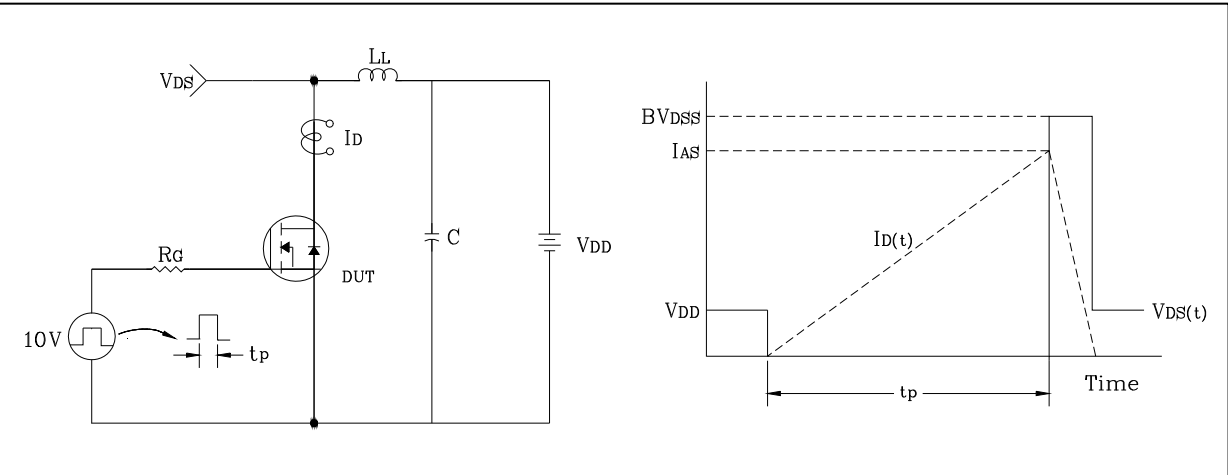 VDS
LL
ID
RG
DUT
C
VDD
10V
tp
BVDSS
IAS
ID(t)
VDD
VDS(t)
tp
Time